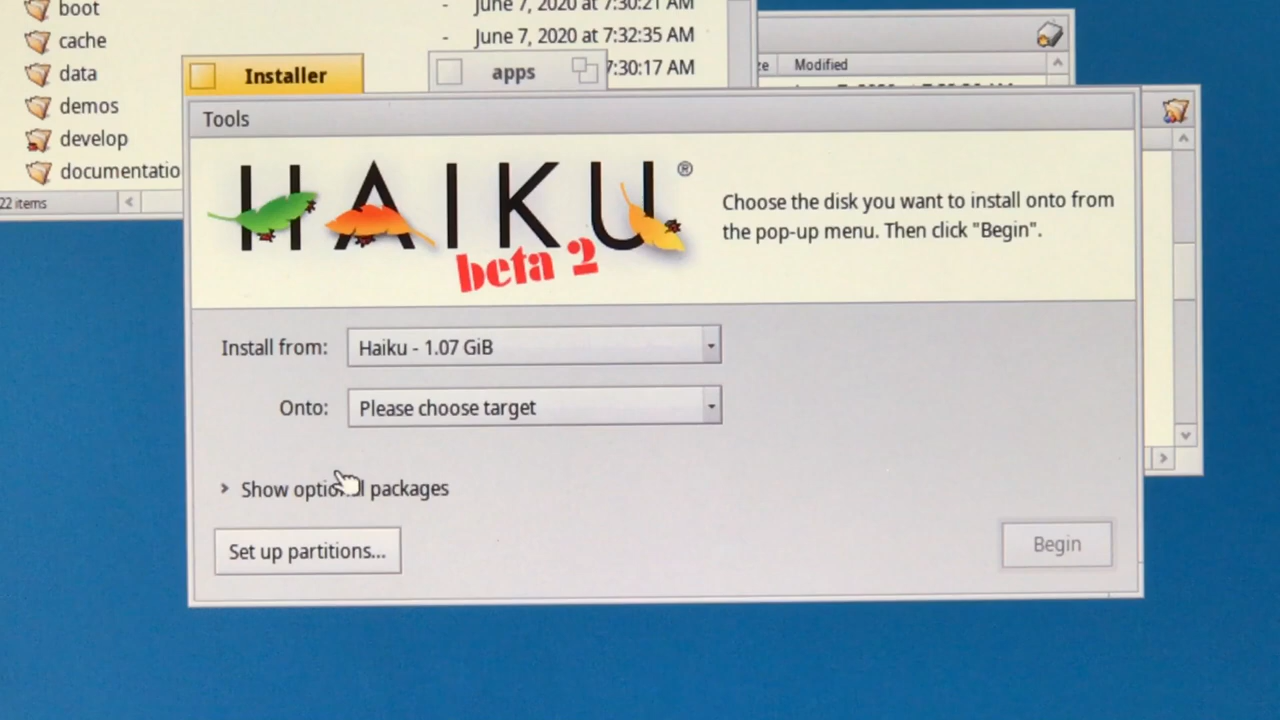 boot
- June 7, 2020 at 7:30:21 AM
cache
- June 7, 2020 at 7:32:35 AM
data
7:30:17 AM
demos
develop
documentatio
22 items
Modified
Installer
apps
Tools
HAIKU®
beta 2
Choose the disk you want to install onto from
the pop-up menu. Then click "Begin".
Install from: Haiku - 1.07 GiB
Onto: Please choose target
Show optional packages
Set up partitions...
Begin